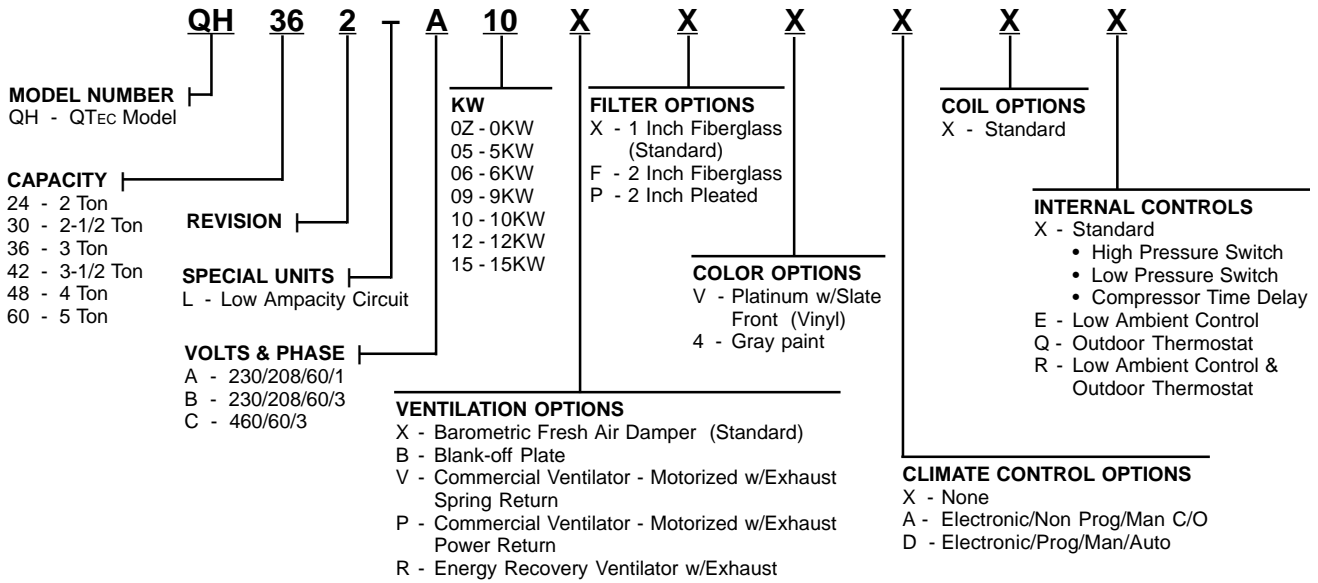 QH 36 2 – A 10 X X X X X X
MODEL NUMBER
QH - QTEC Model
CAPACITY
24 - 2 Ton
30 - 2-1/2 Ton
36 - 3 Ton
42 - 3-1/2 Ton
48 - 4 Ton
60 - 5 Ton
REVISION
SPECIAL UNITS
L - Low Ampacity Circuit
VOLTS & PHASE
A - 230/208/60/1
B - 230/208/60/3
C - 460/60/3
KW
0Z - 0KW
05 - 5KW
06 - 6KW
09 - 9KW
10 - 10KW
12 - 12KW
15 - 15KW
VENTILATION OPTIONS
X - Barometric Fresh Air Damper (Standard)
B - Blank-off Plate
V - Commercial Ventilator - Motorized w/Exhaust
Spring Return
P - Commercial Ventilator - Motorized w/Exhaust
Power Return
R - Energy Recovery Ventilator w/Exhaust
FILTER OPTIONS
X - 1 Inch Fiberglass
(Standard)
F - 2 Inch Fiberglass
P - 2 Inch Pleated
COLOR OPTIONS
V - Platinum w/Slate
Front (Vinyl)
4 - Gray paint
CLIMATE CONTROL OPTIONS
X - None
A - Electronic/Non Prog/Man C/O
D - Electronic/Prog/Man/Auto
COIL OPTIONS
X - Standard
INTERNAL CONTROLS
X - Standard
• High Pressure Switch
• Low Pressure Switch
• Compressor Time Delay
E - Low Ambient Control
Q - Outdoor Thermostat
R - Low Ambient Control &
Outdoor Thermostat